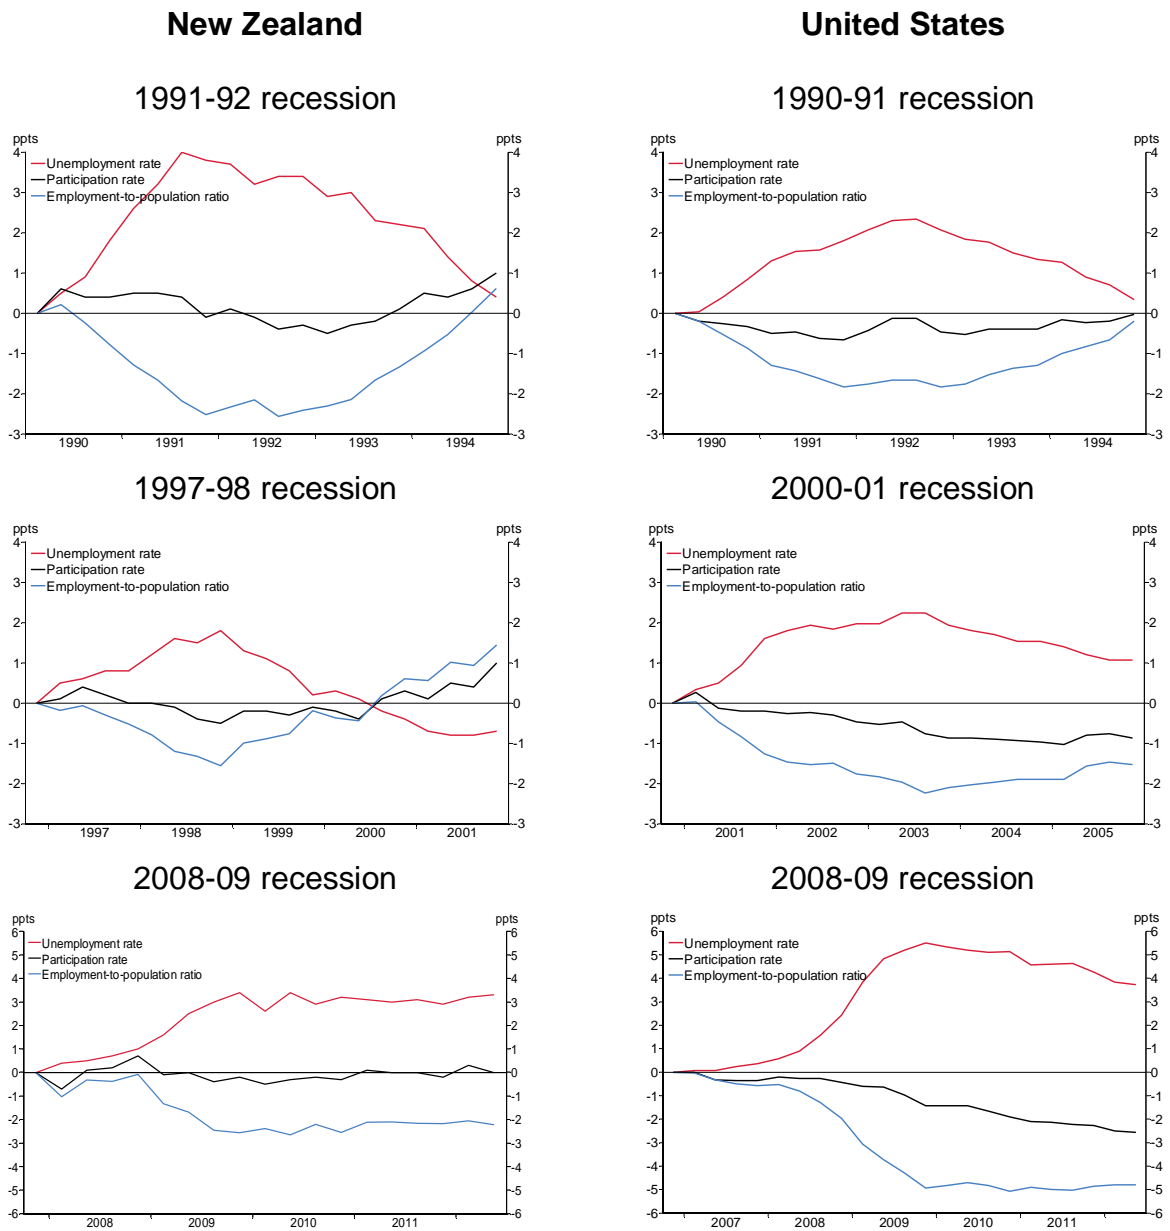 New Zealand United States
1991-92 recession 1990-91 recession
ppts ppts ppts ppts
4 4 4 4
Unemployment rate Unemployment rate
Participation rate Participation rate
3 3 3 3
Employment-to-population ratio Employment-to-population ratio
2 2 2 2
1 1 1 1
0 0 0 0
-1 -1 -1 -1
-2 -2 -2 -2
-3 -3 -3 -3
1990 1991 1992 1993 1994 1990 1991 1992 1993 1994
1997-98 recession 2000-01 recession
ppts ppts ppts ppts
4 4 4 4
Unemployment rate Unemployment rate
Participation rate Participation rate
3 3 3 3
Employment-to-population ratio Employment-to-population ratio
2 2 2 2
1 1 1 1
0 0 0 0
-1 -1 -1 -1
-2 -2 -2 -2
-3 -3 -3 -3
1997 1998 1999 2000 2001 2001 2002 2003 2004 2005
2008-09 recession 2008-09 recession
ppts ppts ppts ppts
6 6 6 6
Unemployment rate Unemployment rate
5 5 5 5
Participation rate Participation rate
Employment-to-population ratio Employment-to-population ratio
4 4 4 4
3 3 3 3
2 2 2 2
1 1 1 1
0 0 0 0
-1 -1 -1 -1
-2 -2 -2 -2
-3 -3 -3 -3
-4 -4 -4 -4
-5 -5 -5 -5
-6 -6 -6 -6
2008 2009 2010 2011 2007 2008 2009 2010 2011